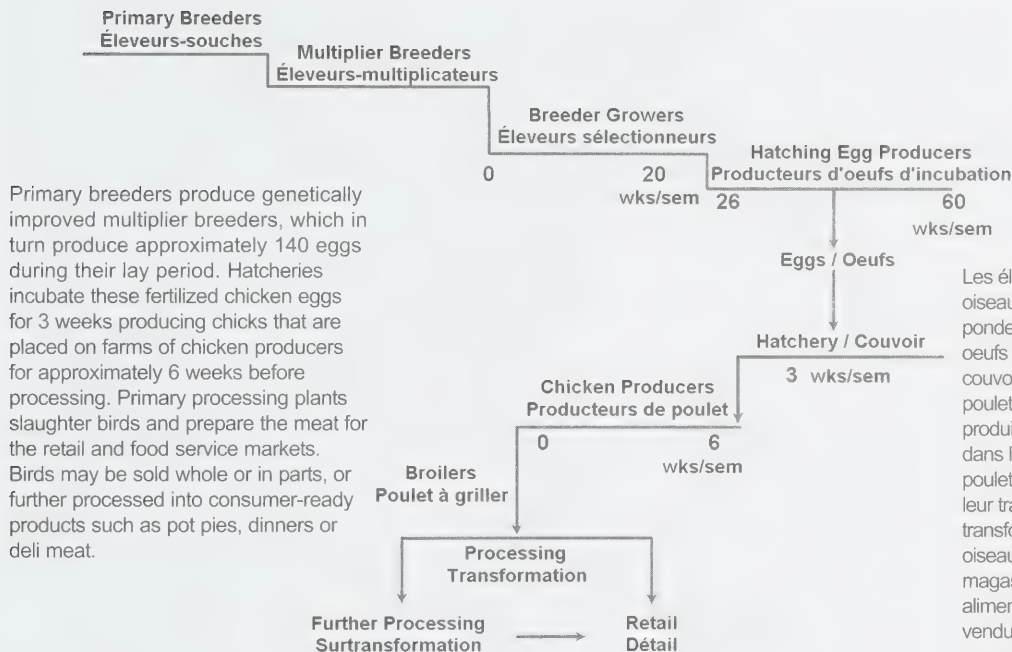 Primary Breeders
Éleveurs-souches
Multiplier Breeders
Éleveurs-multiplicateurs
Breeder Growers
Éleveurs sélectionneurs
0
20
wks/sem
Hatching Egg Producers
Producteurs d'oeufs d'incubation
26
60
wks/sem
Primary breeders produce genetically
improved multiplier breeders, which in
turn produce approximately 140 eggs
during their lay period. Hatcheries
incubate these fertilized chicken eggs
for 3 weeks producing chicks that are
placed on farms of chicken producers
for approximately 6 weeks before
processing. Primary processing plants
slaughter birds and prepare the meat for
the retail and food service markets.
Birds may be sold whole or in parts, or
further processed into consumer-ready
products such as pot pies, dinners or
deli meat.
Eggs / Oeufs
Hatchery / Couvoir
3 wks/sem
Chicken Producers
Producteurs de poulet
0
6
wks/sem
Broilers
Poulet à griller
Processing
Transformation
Further Processing
Surtransformation
Retail
Détail
Les
oiseau
ponde
oeufs
couvoi
poulet
produi
dans
poulet
leur
transfo
oiseau
magas
alimen
vendu